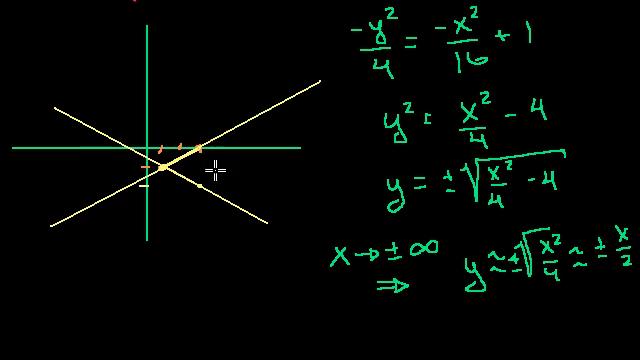 -y²/4 = -x²/16 + 1
y² = x²/4 - 4
y = ±√(x²/4 - 4)
x → ±∞
⇒ y ≈ ±√(x²/4) ≈ ± x/2